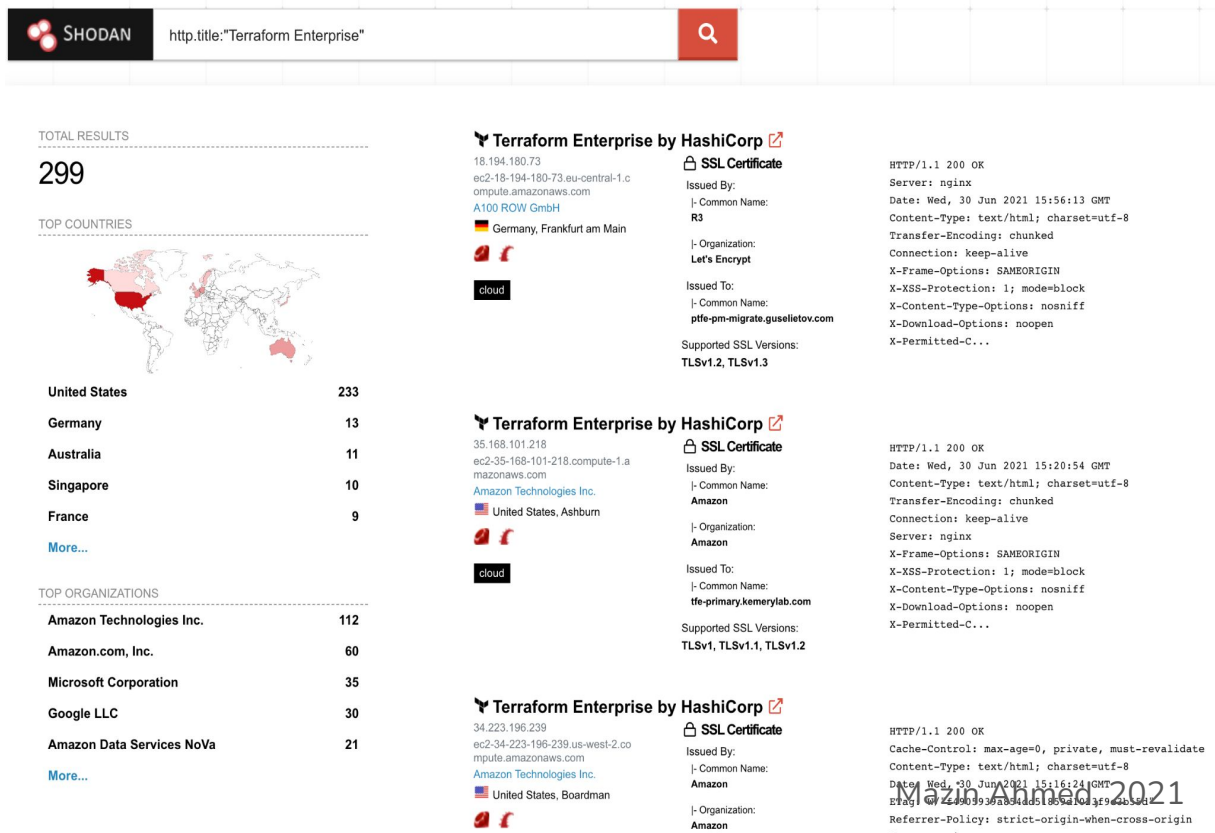 SHODAN
http.title:"Terraform Enterprise"
TOTAL RESULTS
299
TOP COUNTRIES
United States 233
Germany 13
Australia 11
Singapore 10
France 9
More...
TOP ORGANIZATIONS
Amazon Technologies Inc. 112
Amazon.com, Inc. 60
Microsoft Corporation 35
Google LLC 30
Amazon Data Services NoVa 21
More...
Terraform Enterprise by HashiCorp
18.194.180.73
ec2-18-194-180-73.eu-central-1.c
ompute.amazonaws.com
A100 ROW GmbH
Germany, Frankfurt am Main
cloud
SSL Certificate
Issued By:
|- Common Name:
R3
|- Organization:
Let's Encrypt
Issued To:
|- Common Name:
ptfe-pm-migrate.guselietov.com
Supported SSL Versions:
TLSv1.2, TLSv1.3
HTTP/1.1 200 OK
Server: nginx
Date: Wed, 30 Jun 2021 15:56:13 GMT
Content-Type: text/html; charset=utf-8
Transfer-Encoding: chunked
Connection: keep-alive
X-Frame-Options: SAMEORIGIN
X-XSS-Protection: 1; mode=block
X-Content-Type-Options: nosniff
X-Download-Options: noopen
X-Permitted-C...
Terraform Enterprise by HashiCorp
35.168.101.218
ec2-35-168-101-218.compute-1.a
mazonaws.com
Amazon Technologies Inc.
United States, Ashburn
cloud
SSL Certificate
Issued By:
|- Common Name:
Amazon
|- Organization:
Amazon
Issued To:
|- Common Name:
tfe-primary.kemerylab.com
Supported SSL Versions:
TLSv1, TLSv1.1, TLSv1.2
HTTP/1.1 200 OK
Date: Wed, 30 Jun 2021 15:20:54 GMT
Content-Type: text/html; charset=utf-8
Transfer-Encoding: chunked
Connection: keep-alive
Server: nginx
X-Frame-Options: SAMEORIGIN
X-XSS-Protection: 1; mode=block
X-Content-Type-Options: nosniff
X-Download-Options: noopen
X-Permitted-C...
Terraform Enterprise by HashiCorp
34.223.196.239
ec2-34-223-196-239.us-west-2.co
mpute.amazonaws.com
Amazon Technologies Inc.
United States, Boardman
SSL Certificate
Issued By:
|- Common Name:
Amazon
|- Organization:
Amazon
HTTP/1.1 200 OK
Cache-Control: max-age=0, private, must-revalidate
Content-Type: text/html; charset=utf-8
Date: Wed, 30 Jun 2021 15:16:24 GMT
ETag:
Referrer-Policy: strict-origin-when-cross-origin
Mazin Ahmed, 2021